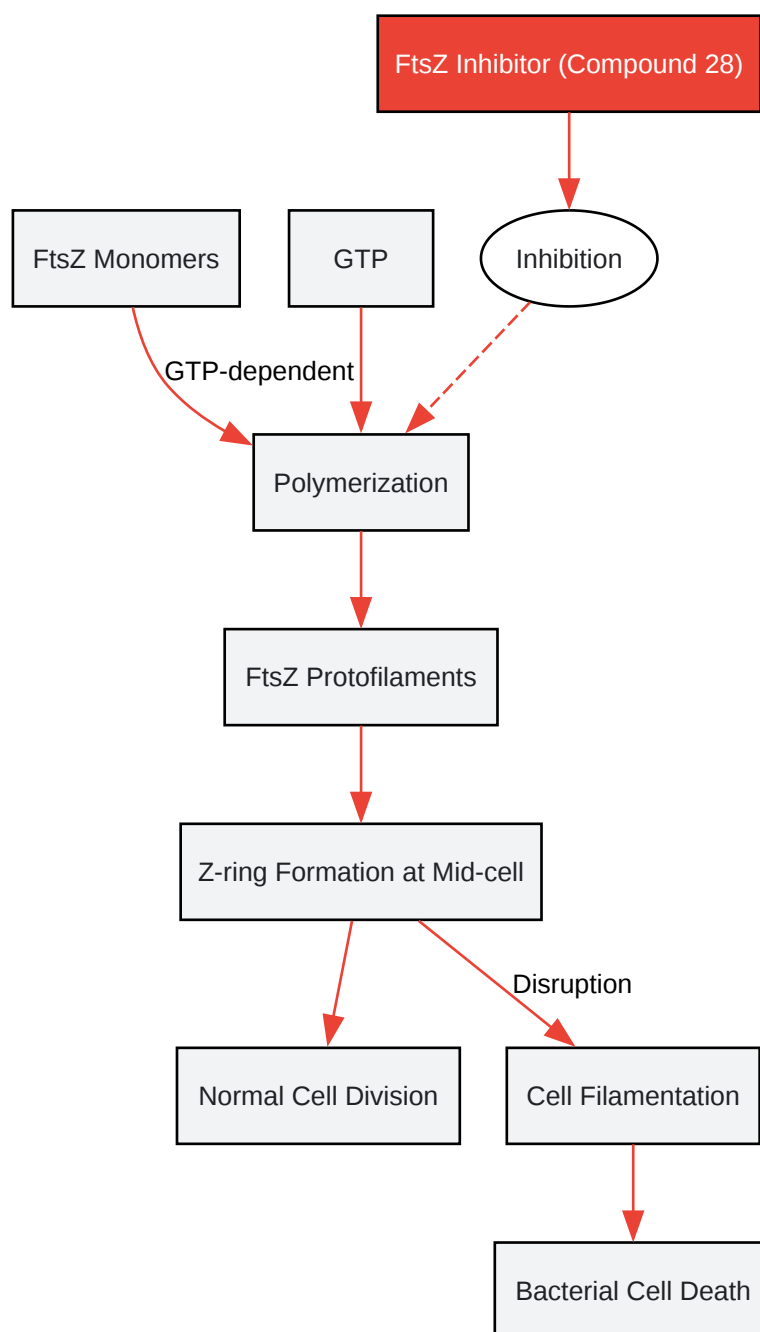 FtsZ Inhibitor (Compound 28)
FtsZ Monomers
GTP
Inhibition
GTP-dependent
Polymerization
FtsZ Protofilaments
Z-ring Formation at Mid-cell
Disruption
Normal Cell Division
Cell Filamentation
Bacterial Cell Death